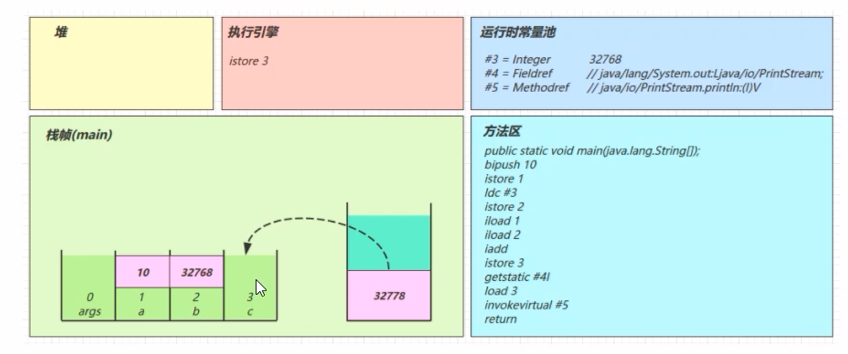 堆
执行引擎
istore 3
运行时常量池
#3 = Integer 32768
#4 = Fieldref // java/lang/System.out:Ljava/io/PrintStream;
#5 = Methodref // java/io/PrintStream.println:(I)V
栈帧(main)
10 32768
0 1 2 3
args a b c
32778
方法区
public static void main(java.lang.String[]);
bipush 10
istore 1
ldc #3
istore 2
iload 1
iload 2
iadd
istore 3
getstatic #4l
load 3
invokevirtual #5
return